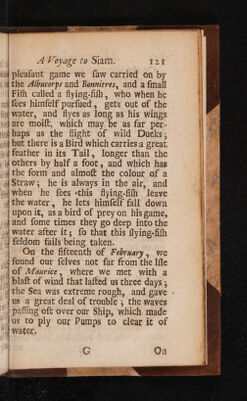 A Voyage to Siam. 121
pleaſant game we ſaw carried on by
the Albucorps and Bonnitres, and a ſmall
Fiſh called a flying-fiſh, who when he
ſees himſelf purſued, gets out of the
water, and flyes as long as his wings
are moiſt, which may be as far per-
haps as the flight of wild Ducks;
but there is a Bird which carries a great
feather in its Tail, longer than the
others by half a foot, and which has
the form and almoſt the colour of a
Straw; he is always in the air, and
when he ſees this flying-fiſh leave
the water, he lets himſelf fall down
upon it, as a bird of prey on his game,
and ſome times they go deep into the
water after it; ſo that this flying-fiſh
ſeldom fails being taken.
On the fifteenth of February, we
found our ſelves not far from the Iſle
of Maurice, where we met with a
blaſt of wind that laſted us three days;
the Sea was extreme rough, and gave
us a great deal of trouble; the waves
paſſing oft over our Ship, which made
us to ply our Pumps to clear it of
water.
G On